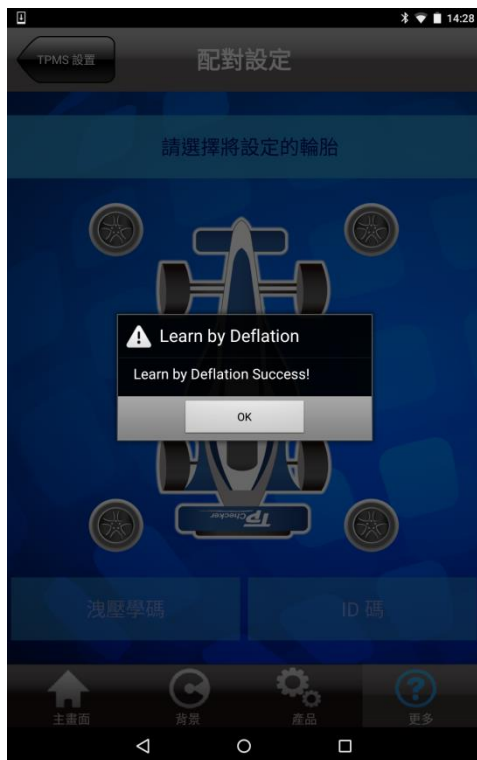 14:28
TPMS 設置
配對設定
請選擇將設定的輪胎
Learn by Deflation
Learn by Deflation Success!
OK
TP Checker
洩壓學碼
ID 碼
主畫面
背景
產品
更多